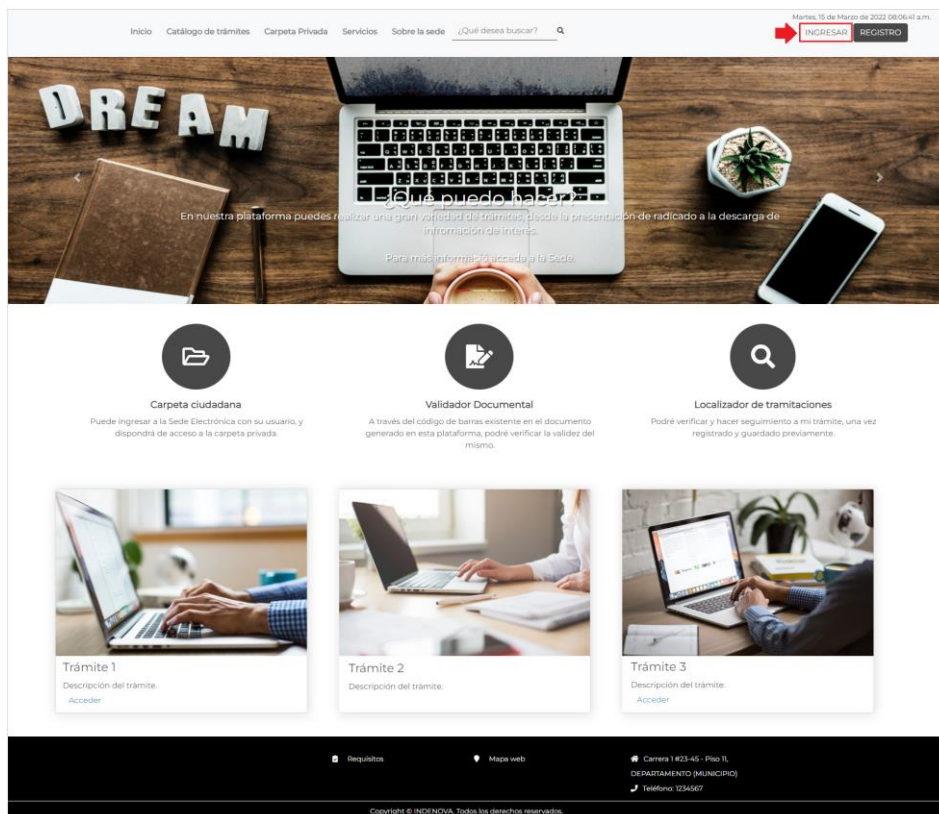 Martes, 15 de Marzo de 2022 08:06:41 a.m.
Inicio Catálogo de trámites Carpeta Privada Servicios Sobre la sede ¿Qué desea buscar? INGRESAR REGISTRO
DREAM
¿Qué puedo hacer?
En nuestra plataforma puedes realizar una gran variedad de trámites, desde la presentación de radicado a la descarga de
infromación de interés.
Para más informació acceda a la Sede.
Carpeta ciudadana
Puede ingresar a la Sede Electrónica con su usuario, y
dispondrá de acceso a la carpeta privada.
Validador Documental
A través del código de barras existente en el documento
generado en esta plataforma, podré verificar la validez del
mismo.
Localizador de tramitaciones
Podré verificar y hacer seguimiento a mi trámite, una vez
registrado y guardado previamente.
Trámite 1
Descripción del trámite.
Acceder
Trámite 2
Descripción del trámite.
Trámite 3
Descripción del trámite.
Acceder
Requisitos
Mapa web
Carrera 1 #23-45 - Piso 11,
DEPARTAMENTO (MUNICIPIO)
Teléfono: 1234567
Copyright © INDENOVA. Todos los derechos reservados.